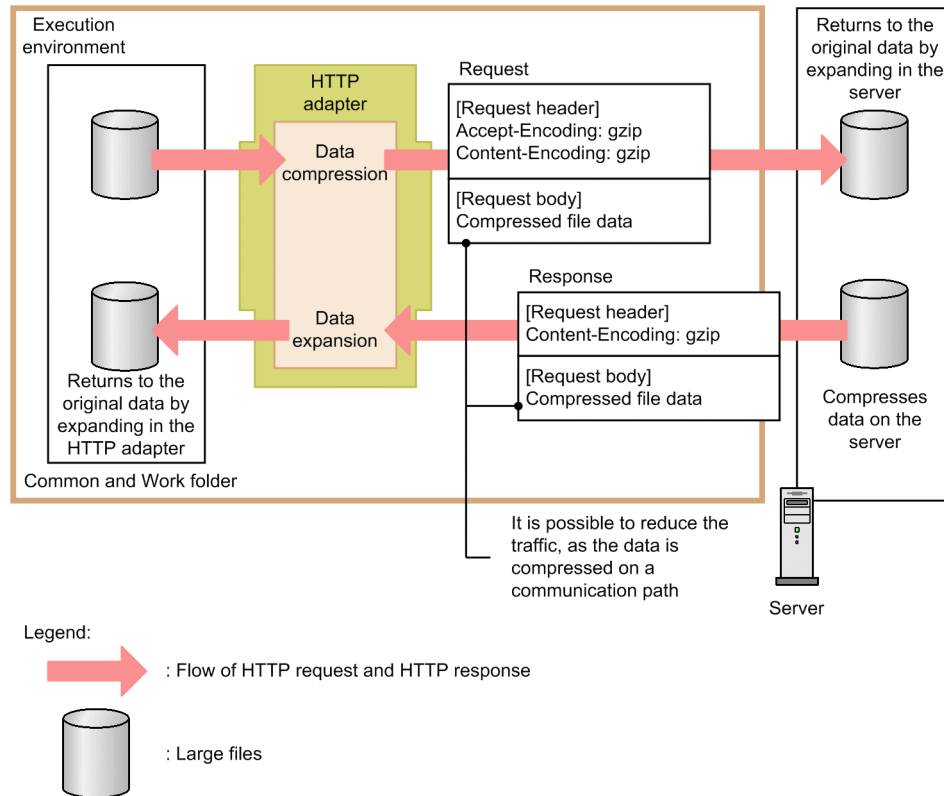 Execution
environment
HTTP
adapter
Request
[Request header]
Accept-Encoding: gzip
Content-Encoding: gzip
[Request body]
Compressed file data
Returns to the
original data by
expanding in the
server
Data
compression
Data
expansion
Response
[Request header]
Content-Encoding: gzip
[Request body]
Compressed file data
Returns to the
original data by
expanding in the
HTTP adapter
Compresses
data on the
server
Common and Work folder
It is possible to reduce the
traffic, as the data is
compressed on a
communication path
Server
Legend:
: Flow of HTTP request and HTTP response
: Large files